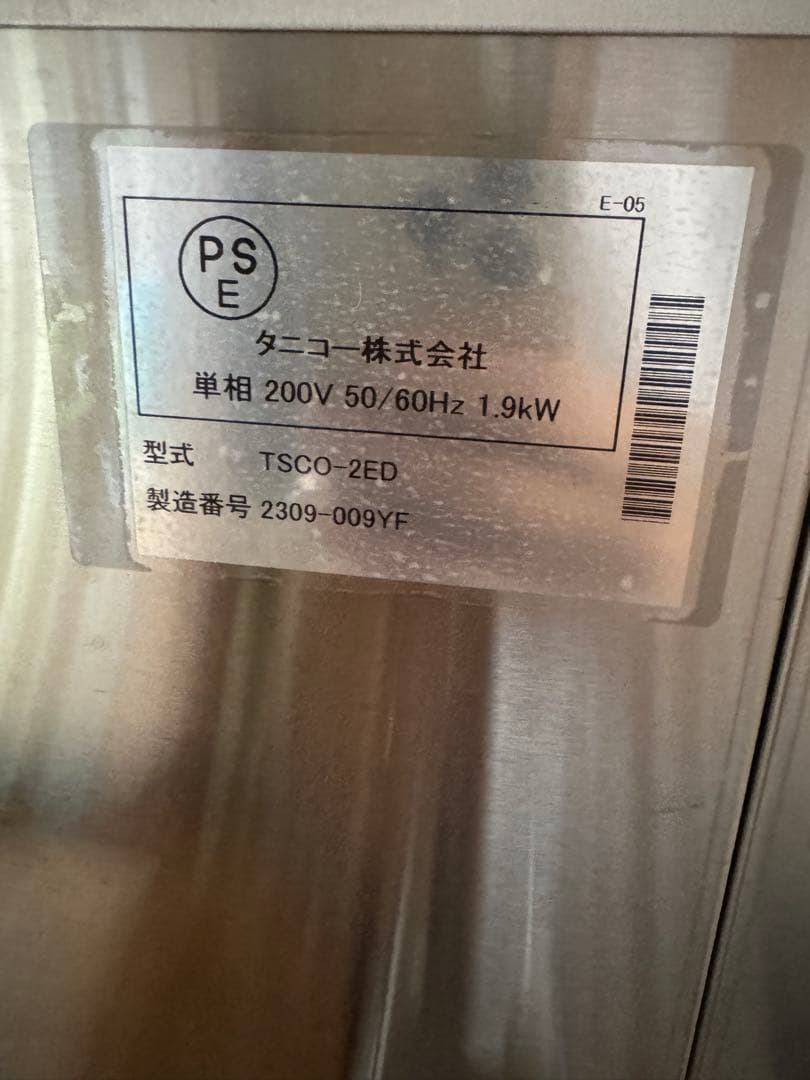 E-05
PS
E
タニコー株式会社
単相 200V 50/60Hz 1.9kW
型式 TSCO-2ED
製造番号 2309-009YF